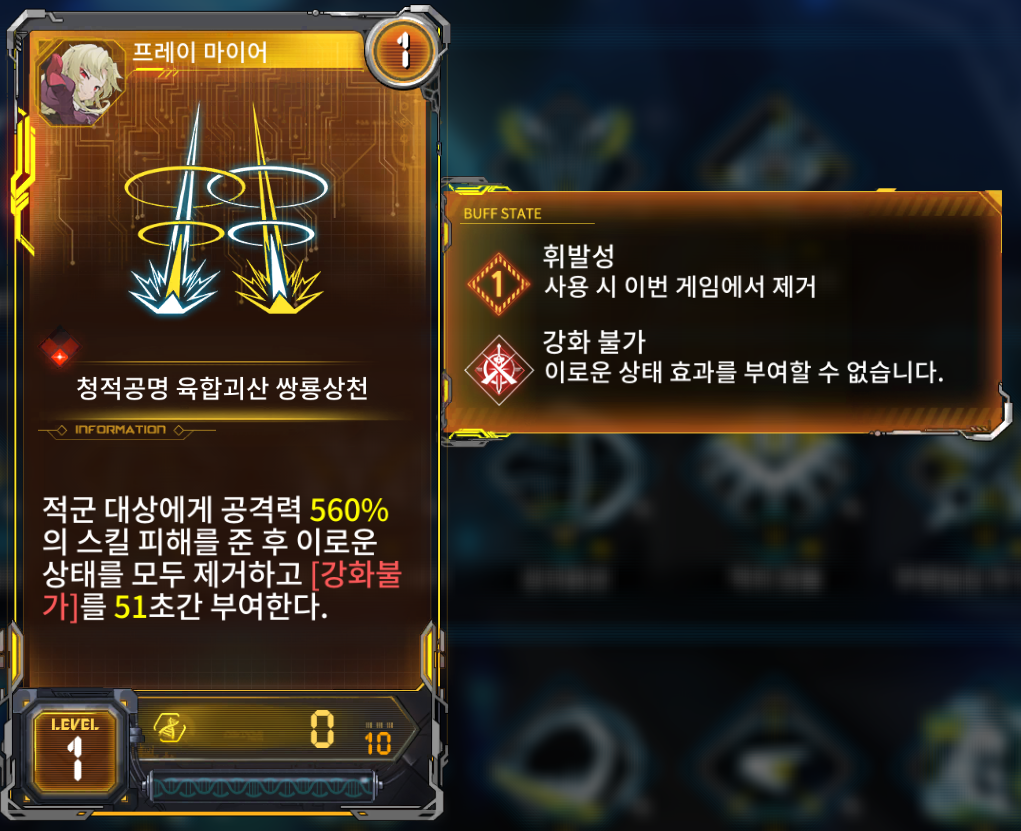 프레이 마이어
1
청적공명 육합괴산 쌍룡상천
INFORMATION
적군 대상에게 공격력 560%
의 스킬 피해를 준 후 이로운
상태를 모두 제거하고 [강화불
가]를 51초간 부여한다.
LEVEL
1
0
10
BUFF STATE
1
휘발성
사용 시 이번 게임에서 제거
강화 불가
이로운 상태 효과를 부여할 수 없습니다.